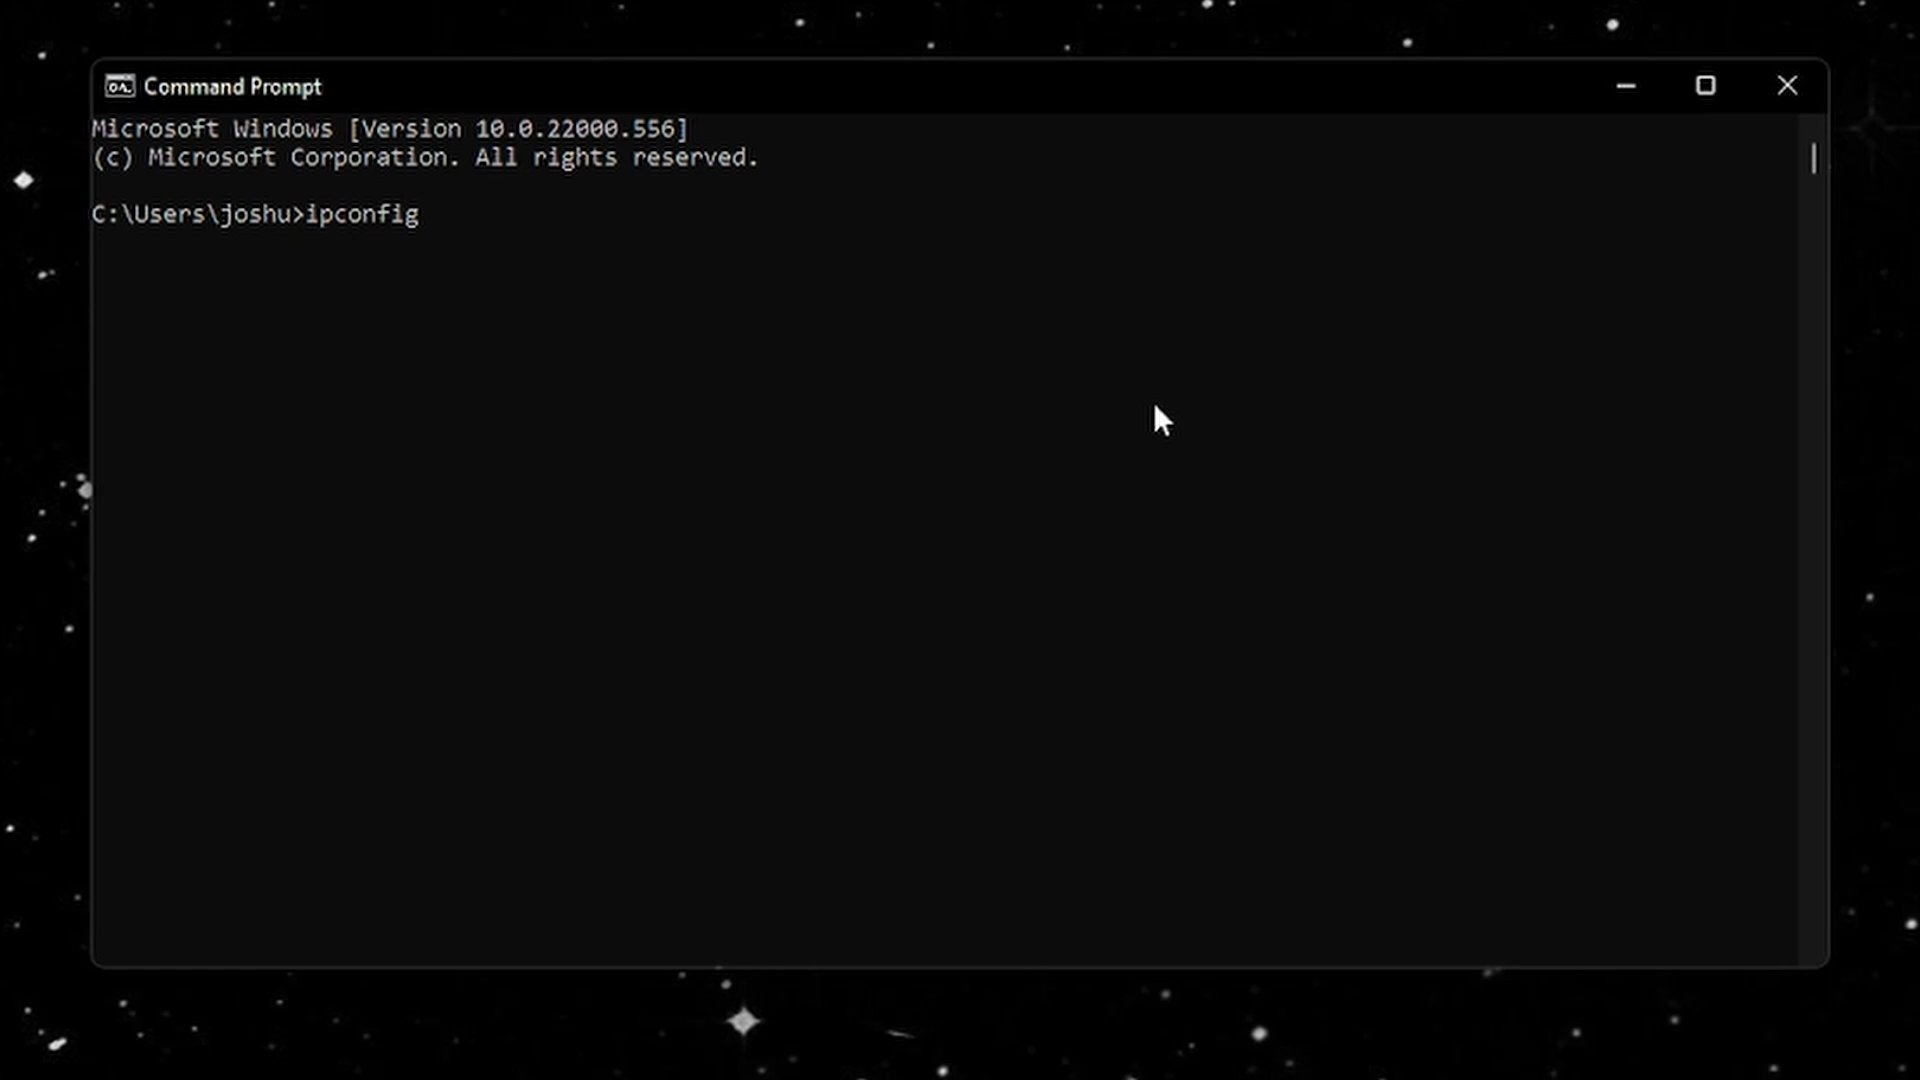 Command Prompt
Microsoft Windows [Version 10.0.22000.556]
(c) Microsoft Corporation. All rights reserved.
C:\Users\joshu>ipconfig